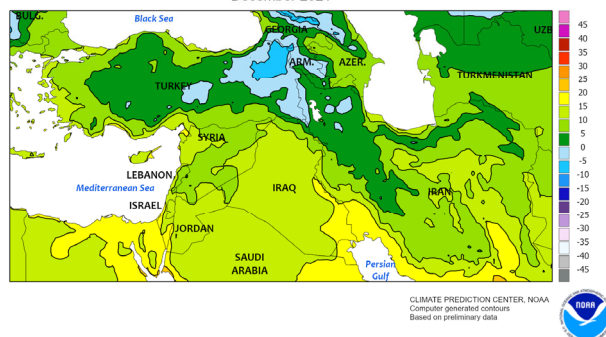 Black Sea
BULG.
GEORGIA
UZB
ARM.
AZER.
TURKMENISTAN
TURKEY
SYRIA
LEBANON
Mediterranean Sea
IRAQ
IRAN
ISRAEL
JORDAN
SAUDI
ARABIA
Persian
Gulf
45
40
35
30
25
20
15
10
5
0
-5
-10
-15
-20
-25
-30
-35
-40
-45
CLIMATE PREDICTION CENTER, NOAA
Computer generated contours
Based on preliminary data
NOAA